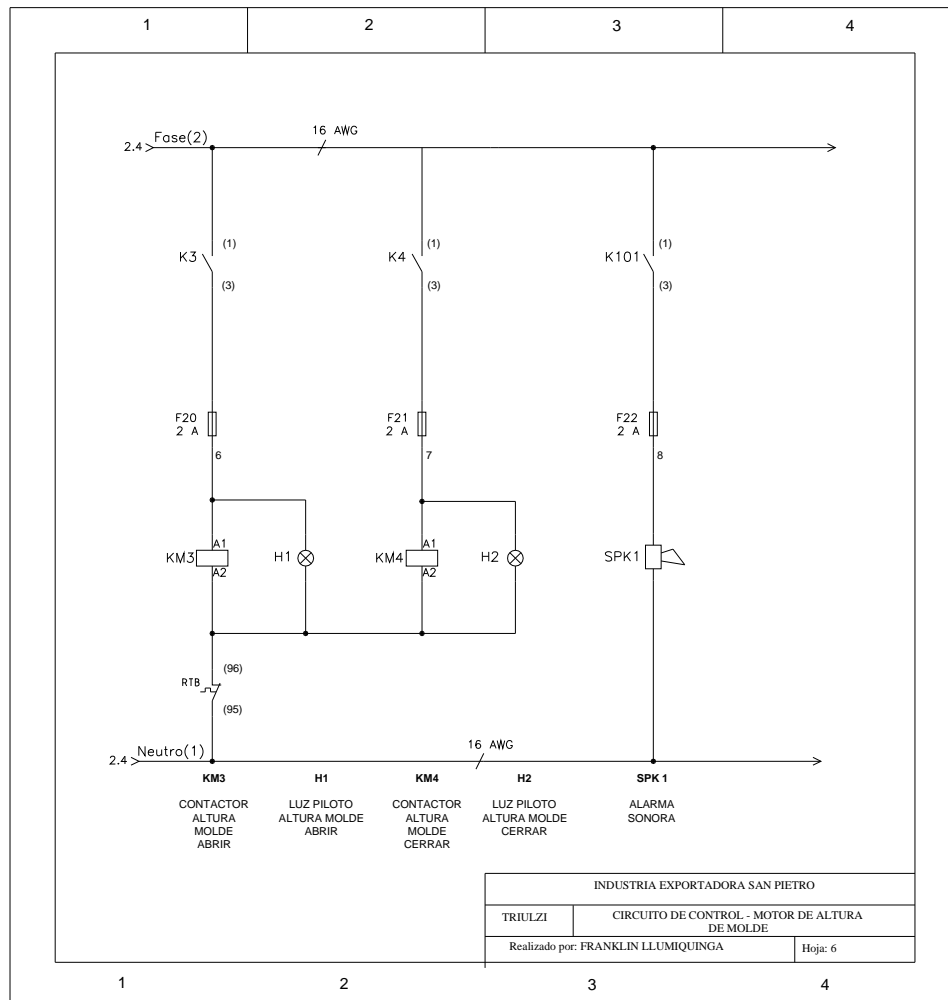 1 2 3 4
2.4 Fase(2) 16 AWG
K3 (1) (3)
K4 (1) (3)
K101 (1) (3)
F20
2 A
6
F21
2 A
7
F22
2 A
8
KM3 A1 A2
H1
KM4 A1 A2
H2
SPK1
(96)
RTB
(95)
2.4 Neutro(1) 16 AWG
KM3
CONTACTOR
ALTURA
MOLDE
ABRIR
H1
LUZ PILOTO
ALTURA MOLDE
ABRIR
KM4
CONTACTOR
ALTURA
MOLDE
CERRAR
H2
LUZ PILOTO
ALTURA MOLDE
CERRAR
SPK 1
ALARMA
SONORA
INDUSTRIA EXPORTADORA SAN PIETRO
TRIULZI
CIRCUITO DE CONTROL - MOTOR DE ALTURA
DE MOLDE
Realizado por: FRANKLIN LLUMIQUINGA
Hoja: 6
1 2 3 4